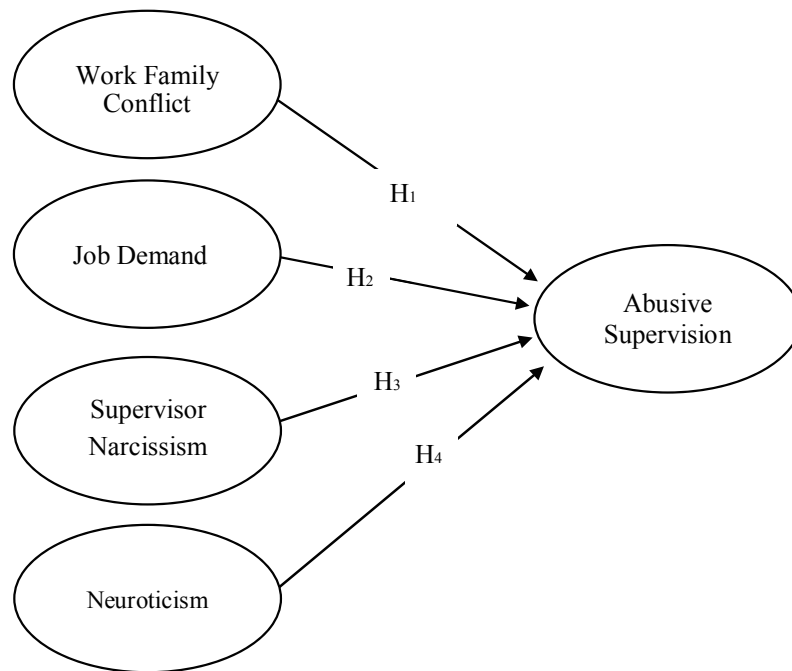 Work Family
Conflict
H1
Job Demand
H2
Abusive
Supervision
H3
Supervisor
Narcissism
H4
Neuroticism